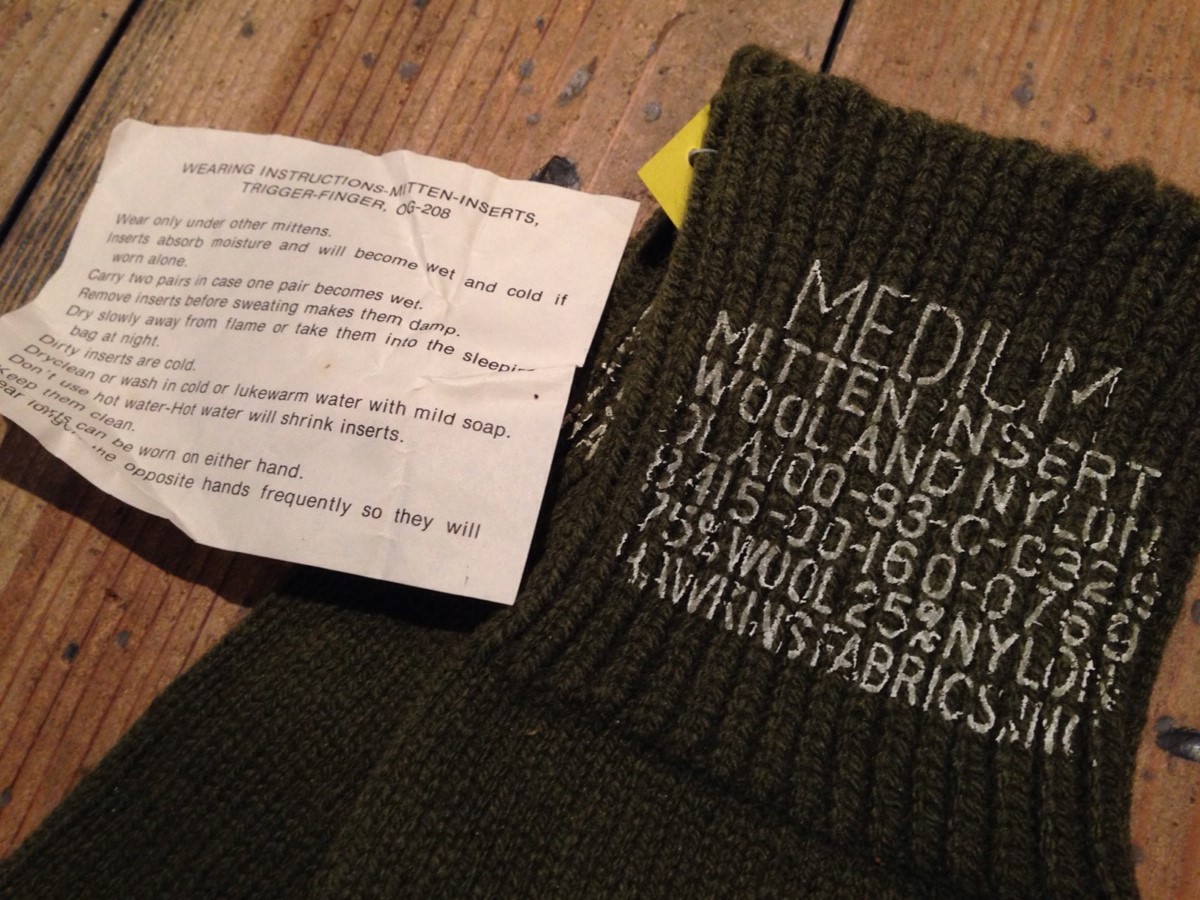 WEARING INSTRUCTIONS-MITTEN-INSERTS,
TRIGGER-FINGER, OG-208
Wear only under other mittens.
Inserts absorb moisture and will become wet and cold if
worn alone.
Carry two pairs in case one pair becomes wet.
Remove inserts before sweating makes them damp.
Dry slowly away from flame or take them into the
bag at night.
Dirty inserts are cold.
Dryclean or wash in cold or lukewarm water with mild soap.
Don't use hot water-Hot water will shrink inserts.
Keep them clean.
can be worn on either hand.
opposite hands frequently so they will
MEDIUM
MITTEN INSERT
WOOL AND NYLON
DLA100-83-C-C329
8415-00-160-0769
75% WOOL 25% NYLON
FABRICS